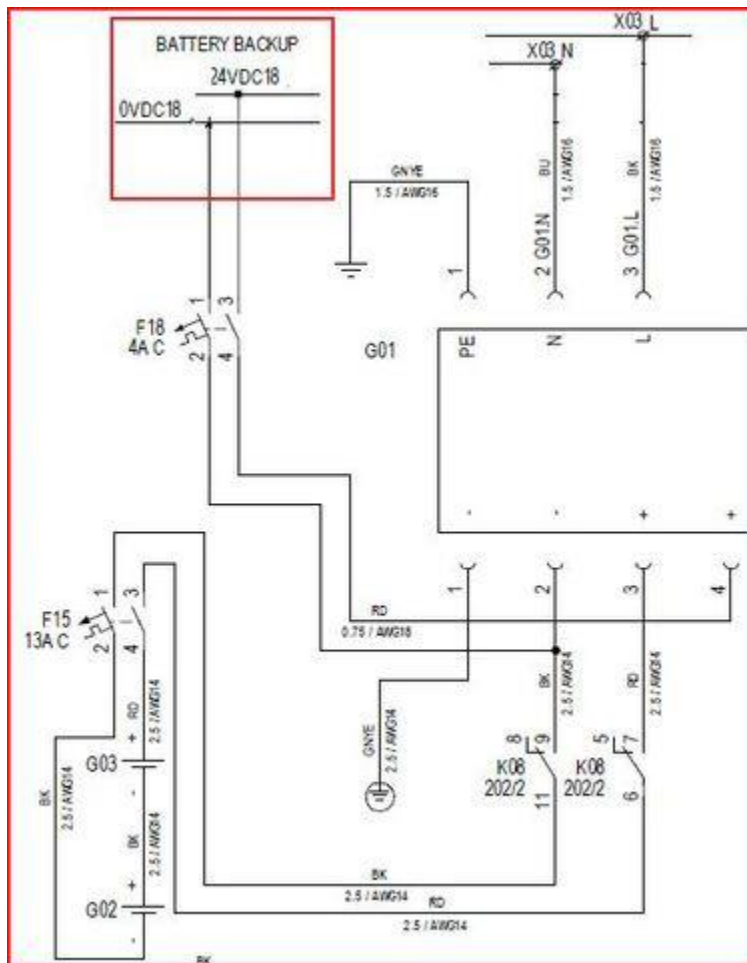 X03 L
BATTERY BACKUP
X03 N
24VDC18
0VDC18
GNYE
1.5 / AWG16
BU
1.5 / AWG16
BK
1.5 / AWG16
2 G01.N
3 G01.L
1
1 3
F18
4A C
2 4
G01
PE
N
L
- - + +
1 2 3 4
1 3
F15
13A C
2 4
RD
0.75 / AWG18
BK
2.5 / AWG14
RD
2.5 / AWG14
GNYE
2.5 / AWG14
RD
2.5 / AWG14
+
G03
-
BK
2.5 / AWG14
BK
2.5 / AWG14
+
G02
-
8 9
K08
202/2
11
5 7
K08
202/2
6
BK
2.5 / AWG14
RD
2.5 / AWG14
BK